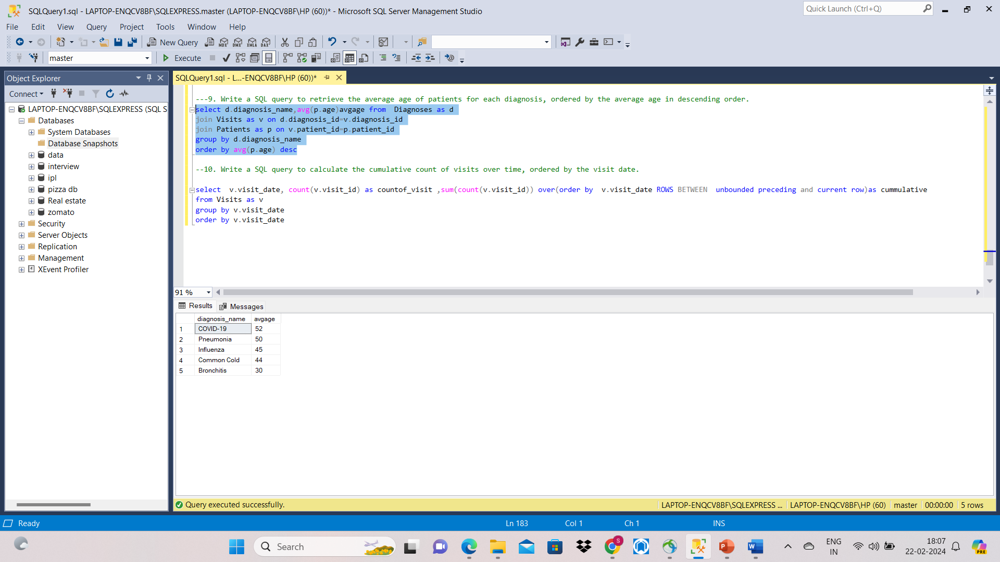 SQLQuery1.sql - LAPTOP-ENQCV8BF\SQLEXPRESS.master (LAPTOP-ENQCV8BF\HP (60))* - Microsoft SQL Server Management Studio
Quick Launch (Ctrl+Q)
File Edit View Query Project Tools Window Help
New Query MDX DMX XMLA DAX
master Execute
Object Explorer
SQLQuery1.sql - L...-ENQCV8BF\HP (60))*
Connect
LAPTOP-ENQCV8BF\SQLEXPRESS (SQL S
Databases
System Databases
Database Snapshots
data
interview
ipl
pizza db
Real estate
zomato
Security
Server Objects
Replication
Management
XEvent Profiler
---9. Write a SQL query to retrieve the average age of patients for each diagnosis, ordered by the average age in descending order.
select d.diagnosis_name,avg(p.age)avgage from  Diagnoses as d
join Visits as v on d.diagnosis_id=v.diagnosis_id
join Patients as p on v.patient_id=p.patient_id
group by d.diagnosis_name
order by avg(p.age) desc
--10. Write a SQL query to calculate the cumulative count of visits over time, ordered by the visit date.
select  v.visit_date, count(v.visit_id) as countof_visit ,sum(count(v.visit_id)) over(order by  v.visit_date ROWS BETWEEN  unbounded preceding and current row)as cummulative
from Visits as v
group by v.visit_date
order by v.visit_date
91 %
Results Messages
diagnosis_name avgage
1 COVID-19 52
2 Pneumonia 50
3 Influenza 45
4 Common Cold 44
5 Bronchitis 30
Query executed successfully.
LAPTOP-ENQCV8BF\SQLEXPRESS ... LAPTOP-ENQCV8BF\HP (60) master 00:00:00 5 rows
Ready Ln 183 Col 1 Ch 1 INS
Search
S
ENG
IN
18:07
22-02-2024
PRE